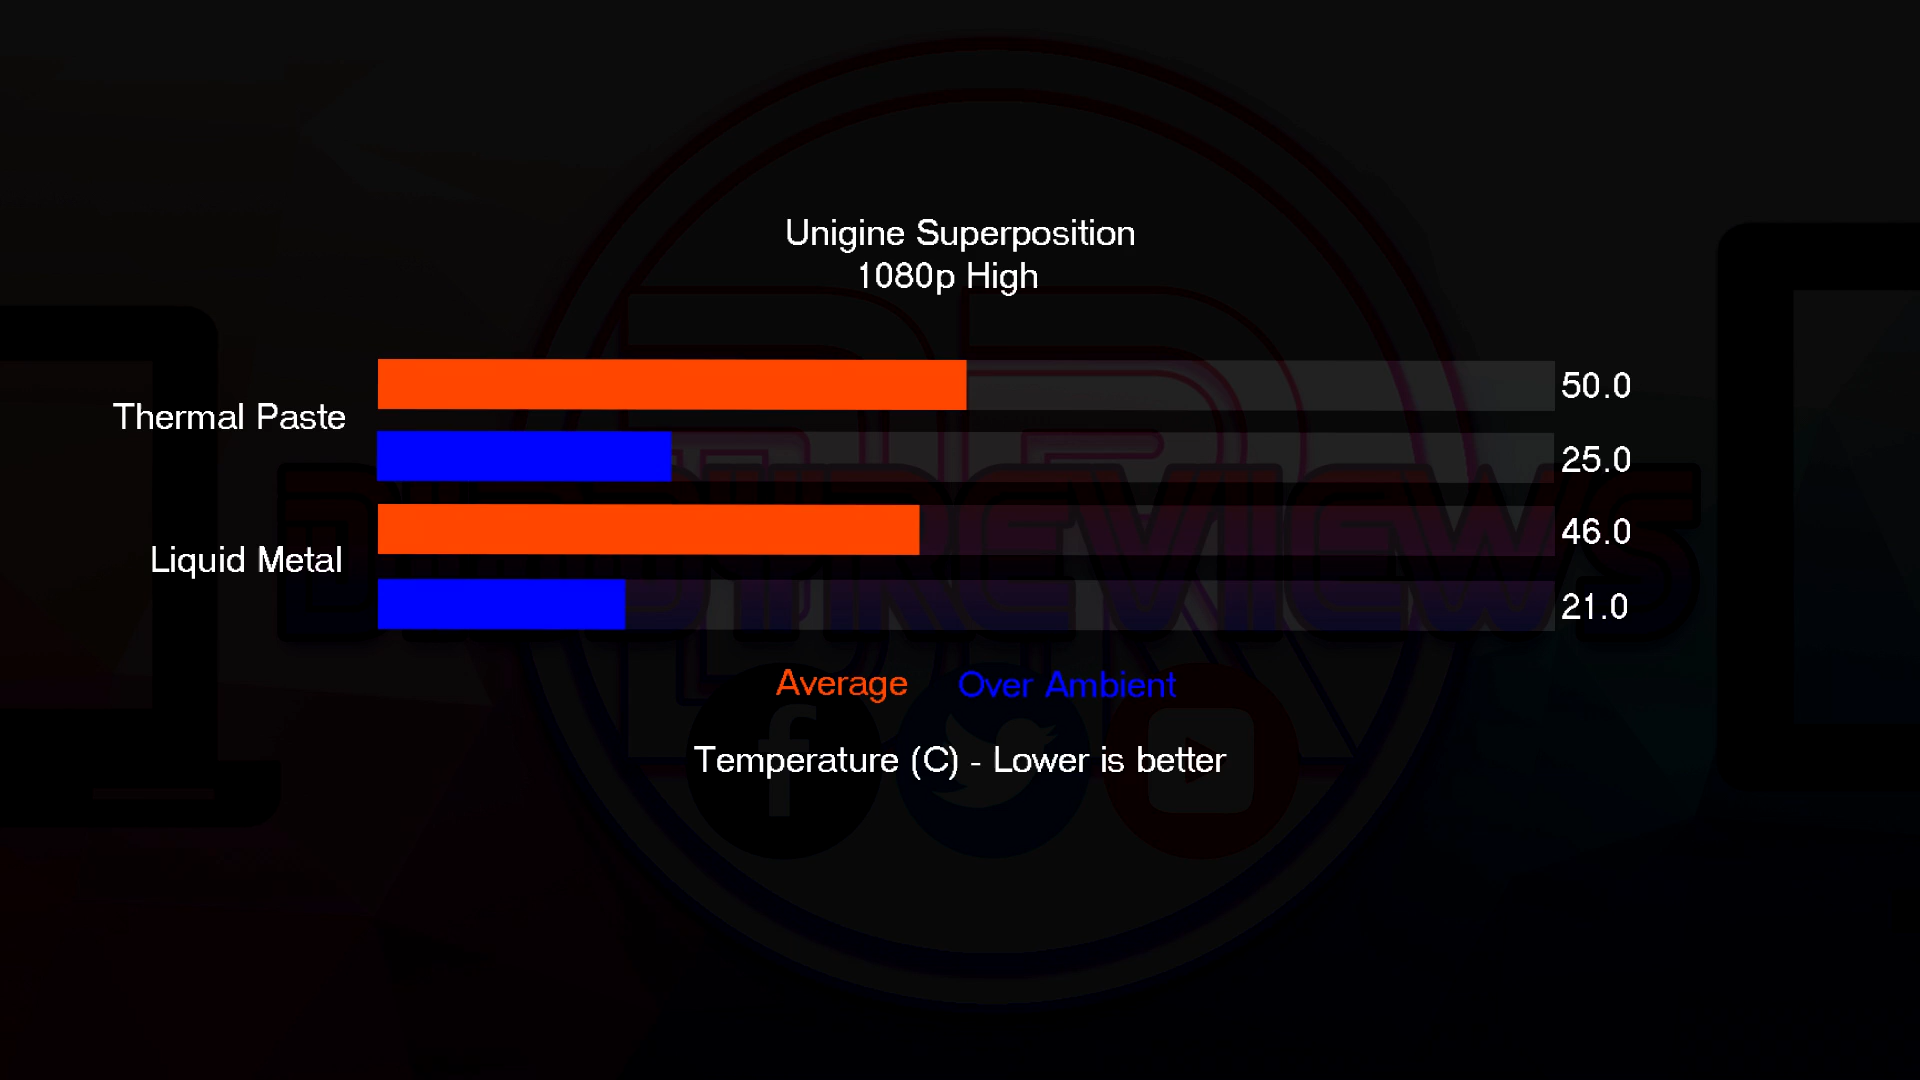 Unigine Superposition
1080p High
Thermal Paste
50.0
25.0
Liquid Metal
46.0
21.0
Average Over Ambient
Temperature (C) - Lower is better